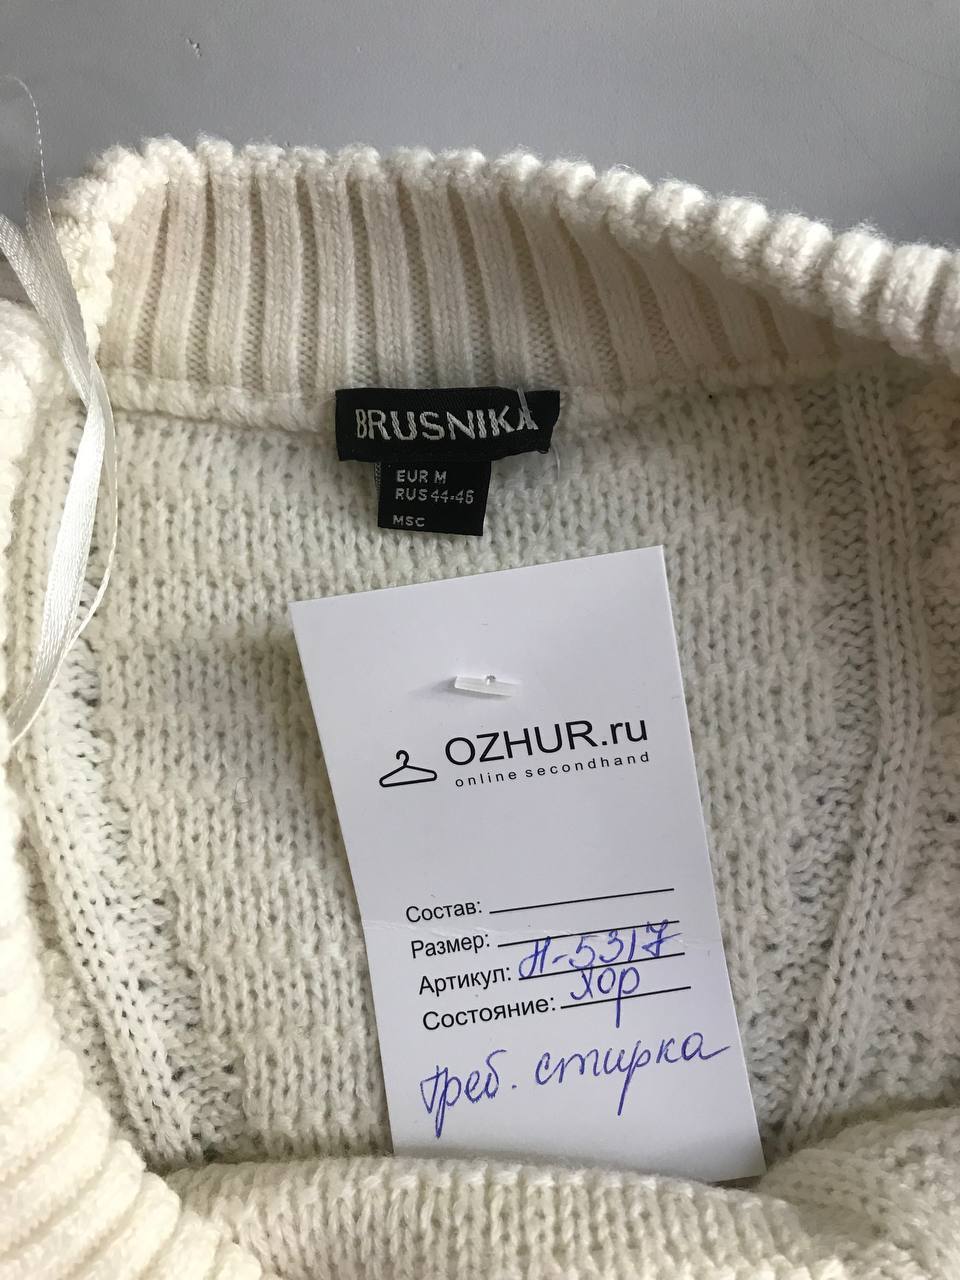 BRUSNIKA
EUR M
RUS 44-46
MSC
OZHUR.ru
online secondhand
Состав:
Размер:
Артикул: Н-5317
Состояние: хор
треб. стирка